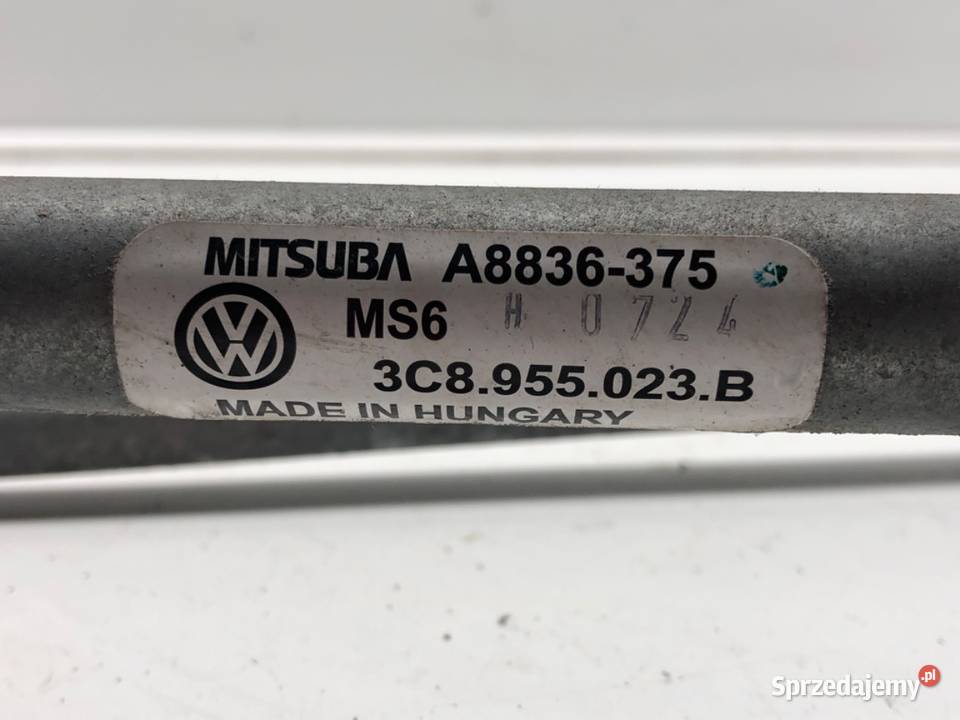 MITSUBA A8836-375
MS6 H 0724
3C8.955.023.B
MADE IN HUNGARY
Sprzedajemy.pl